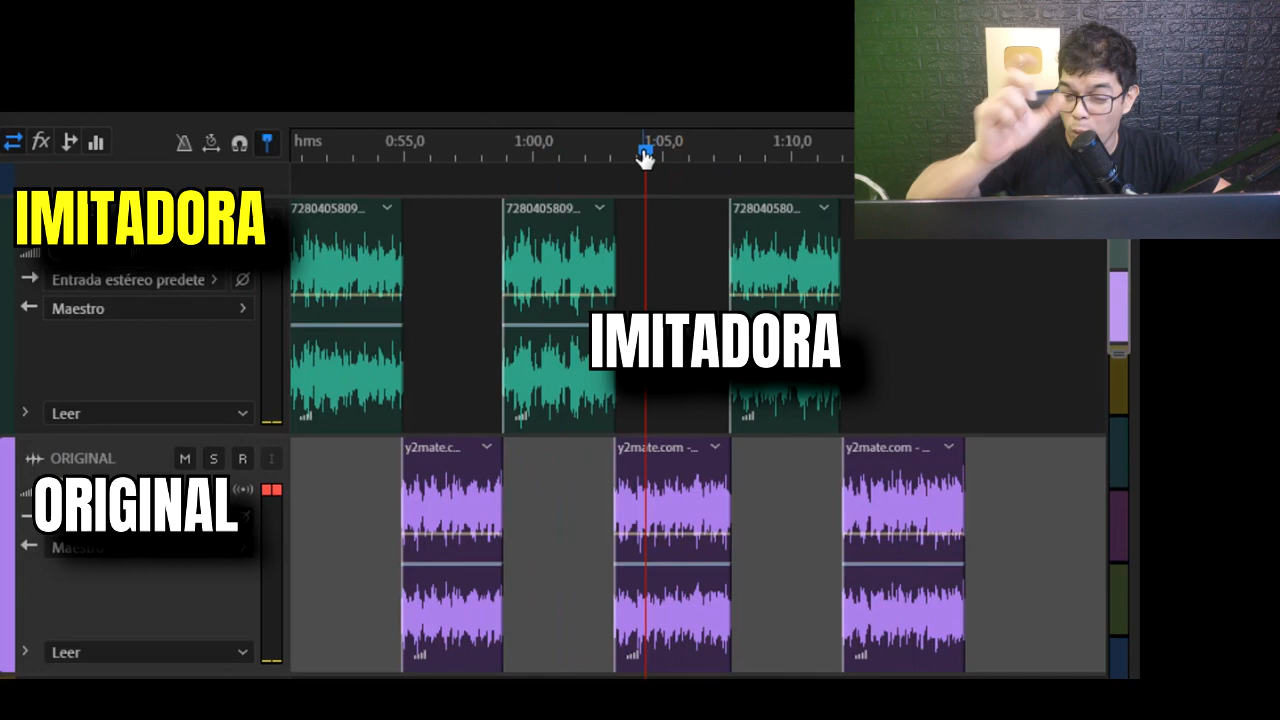 hms 0:55,0 1:00,0 1:05,0 1:10,0
fx
IMITADORA
7280405809... 7280405809... 728040580...
Entrada estéreo predete
Maestro
IMITADORA
Leer
ORIGINAL M S R I
y2mate.c... y2mate.com -... y2mate.com - ...
ORIGINAL
Maestro
Leer